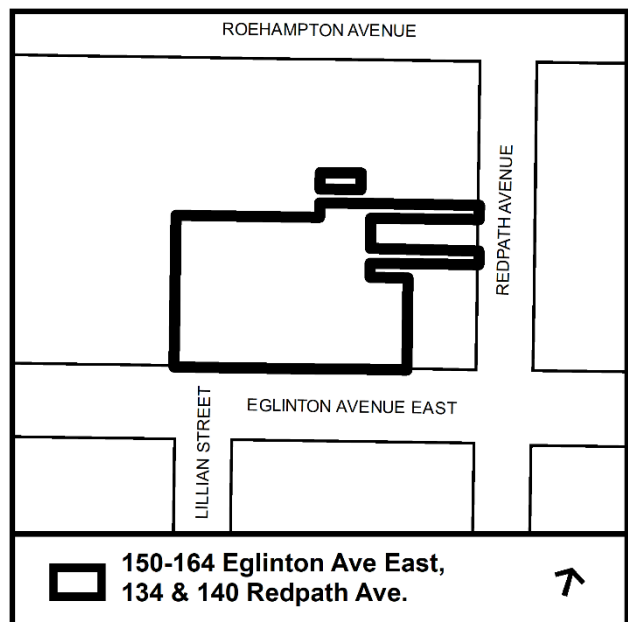 ROEHAMPTON AVENUE
REDPATH AVENUE
EGLINTON AVENUE EAST
LILLIAN STREET
150-164 Eglinton Ave East,
134 & 140 Redpath Ave.